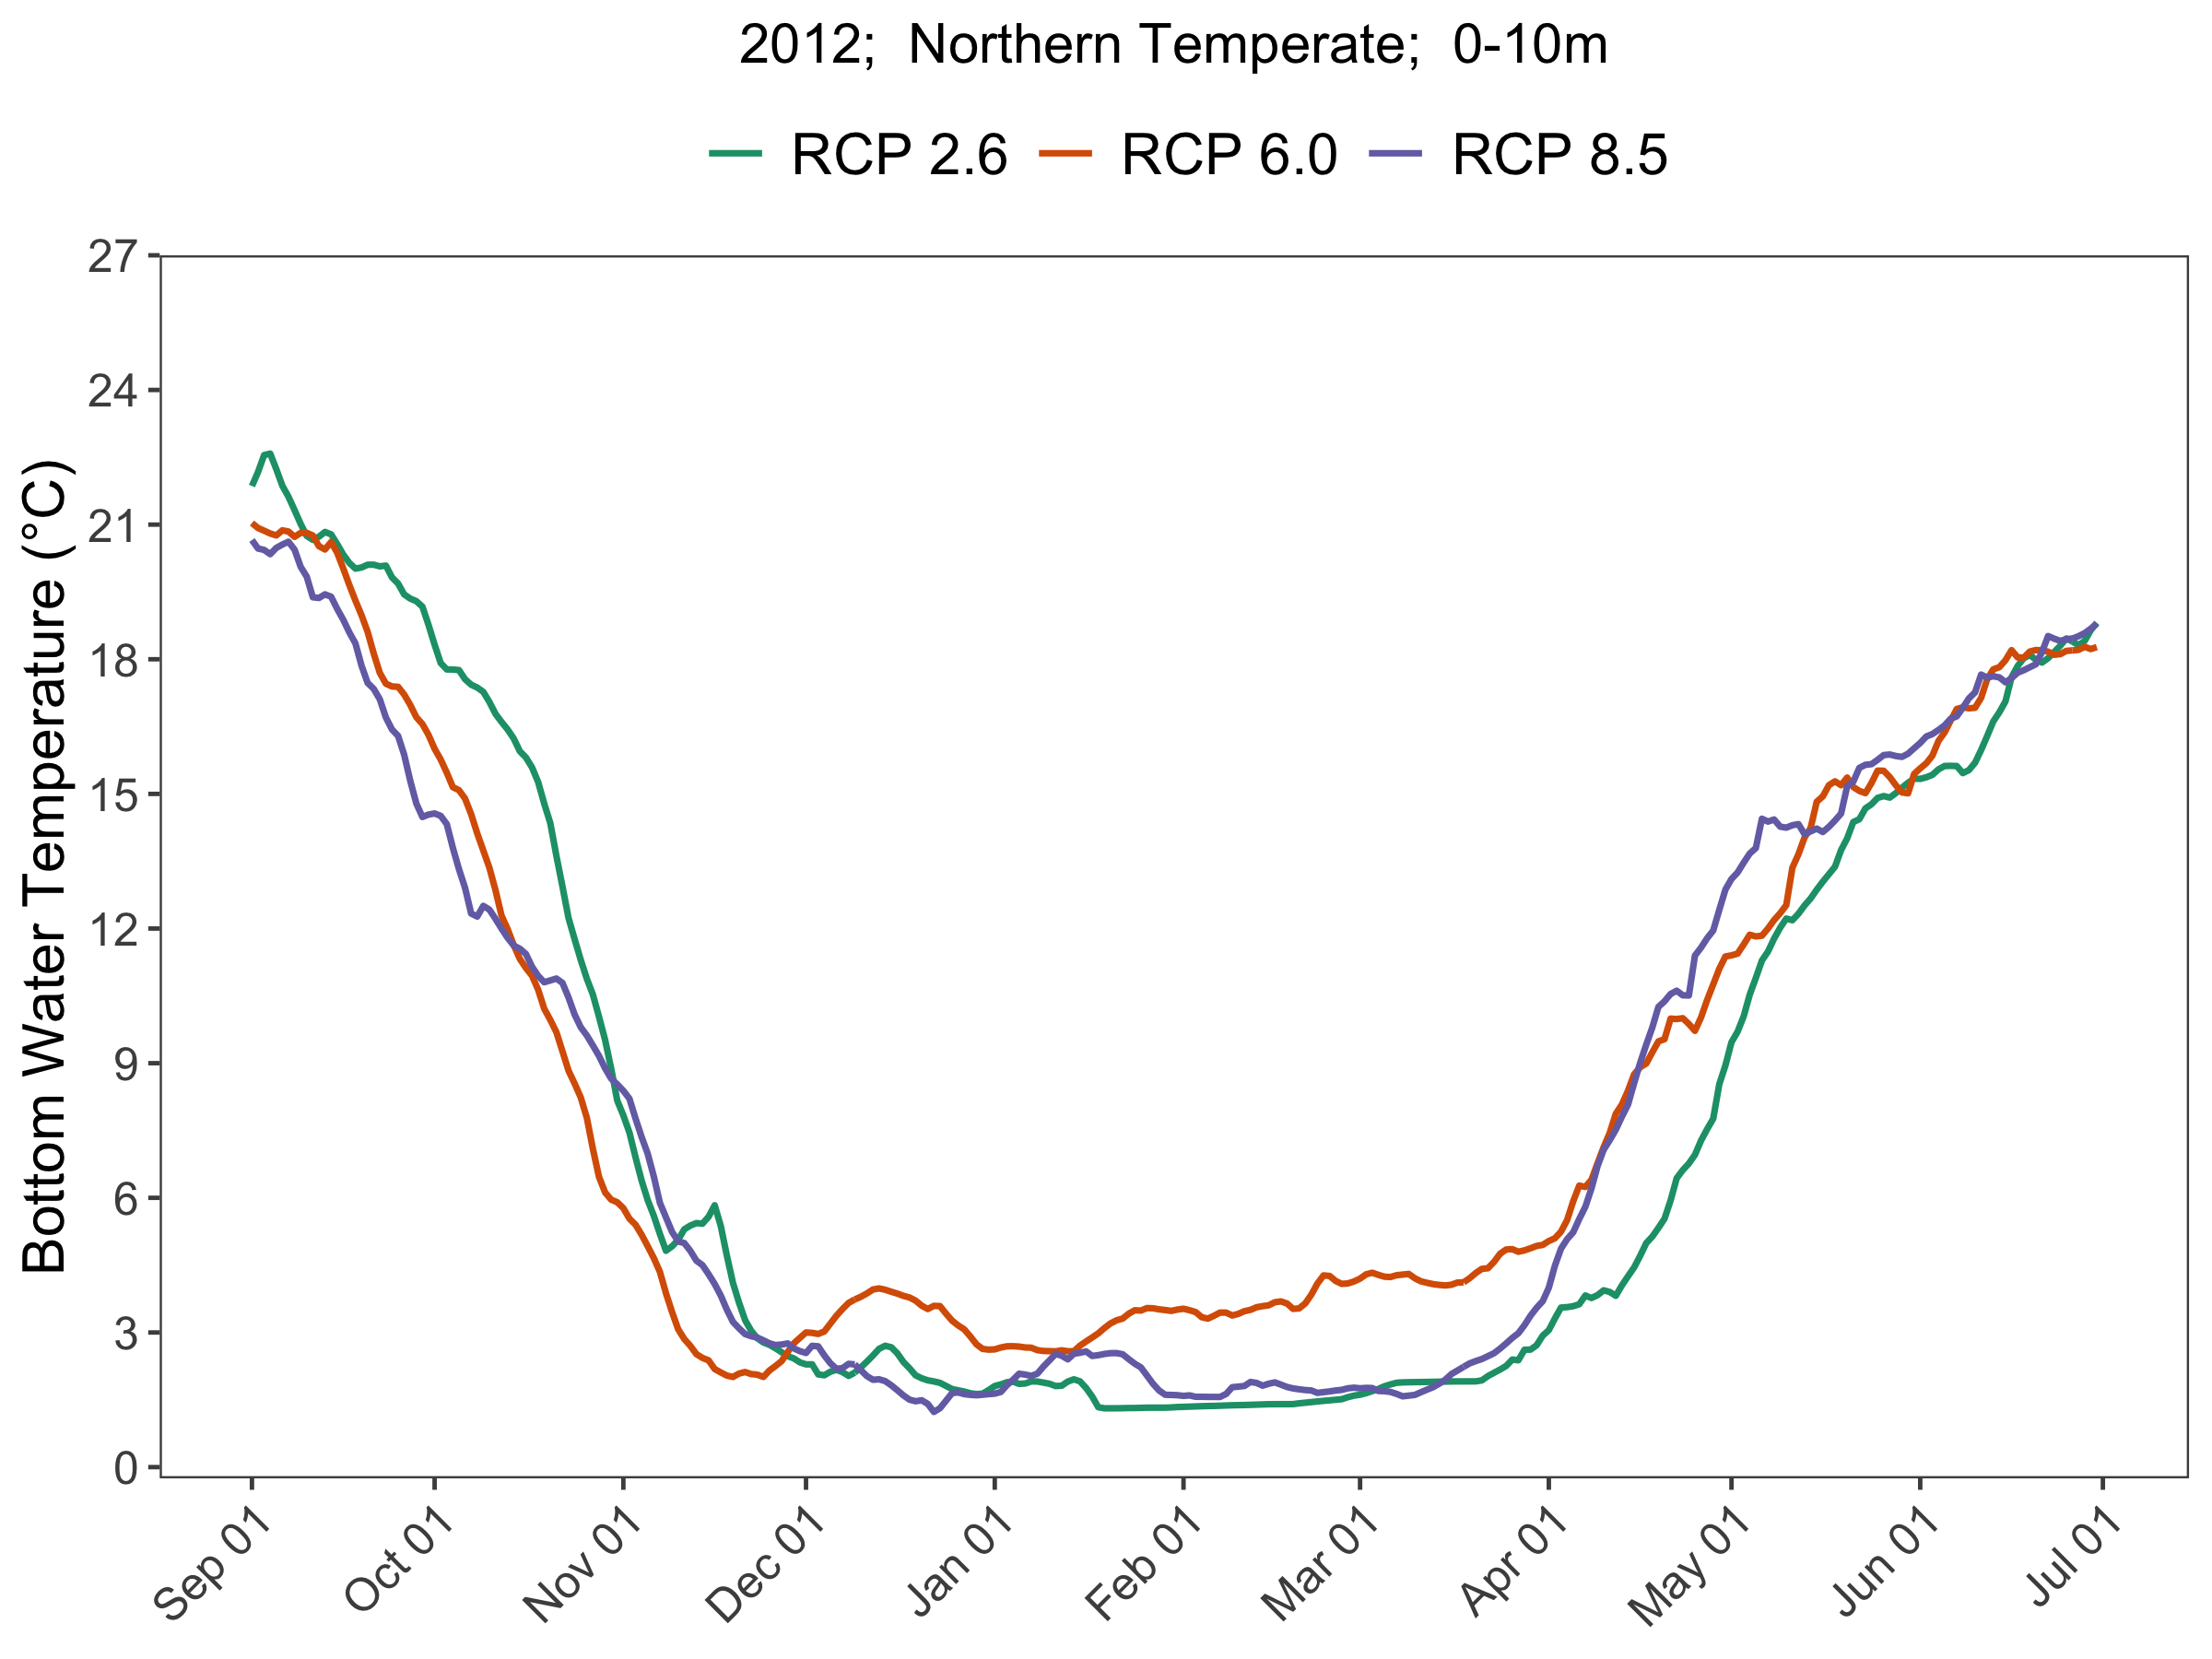 2012;  Northern Temperate;  0-10m
RCP 2.6 RCP 6.0 RCP 8.5
Bottom Water Temperature (°C)
27
24
21
18
15
12
9
6
3
0
Sep 01 Oct 01 Nov 01 Dec 01 Jan 01 Feb 01 Mar 01 Apr 01 May 01 Jun 01 Jul 01